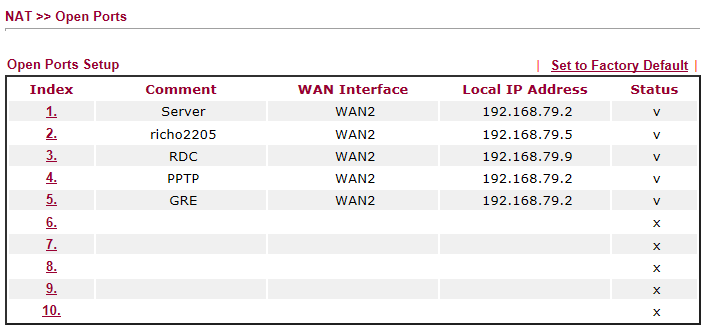 NAT >> Open Ports
Open Ports Setup | Set to Factory Default |
Index Comment WAN Interface Local IP Address Status
1. Server WAN2 192.168.79.2 v
2. richo2205 WAN2 192.168.79.5 v
3. RDC WAN2 192.168.79.9 v
4. PPTP WAN2 192.168.79.2 v
5. GRE WAN2 192.168.79.2 v
6. x
7. x
8. x
9. x
10. x